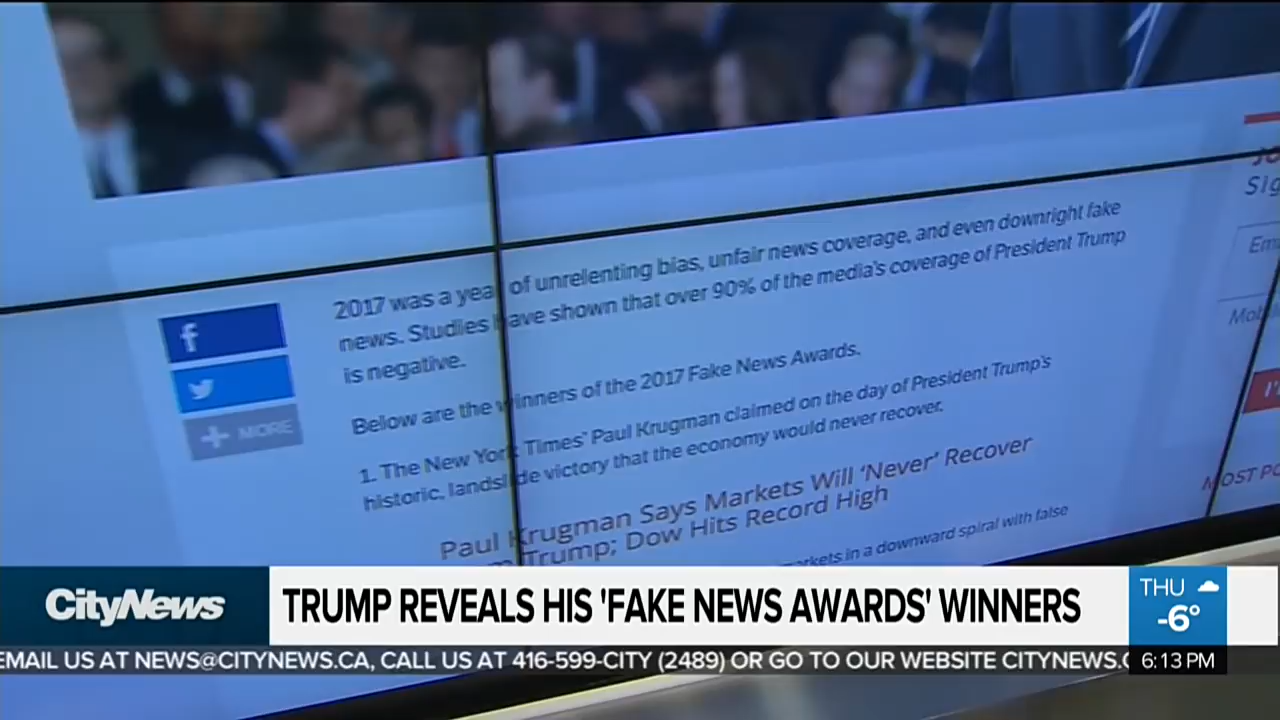 2017 was a year of unrelenting bias, unfair news coverage, and even downright fake
news. Studies have shown that over 90% of the media's coverage of President Trump
is negative.
Below are the winners of the 2017 Fake News Awards.
1. The New York Times' Paul Krugman claimed on the day of President Trump's
historic, landslide victory that the economy would never recover.
Paul Krugman Says Markets Will 'Never' Recover
Trump; Dow Hits Record High
in a downward spiral with false
f
+ MORE
Sig
Em
Mob
MOST PO
CityNews
TRUMP REVEALS HIS 'FAKE NEWS AWARDS' WINNERS
THU
-6°
EMAIL US AT NEWS@CITYNEWS.CA, CALL US AT 416-599-CITY (2489) OR GO TO OUR WEBSITE CITYNEWS.C
6:13 PM